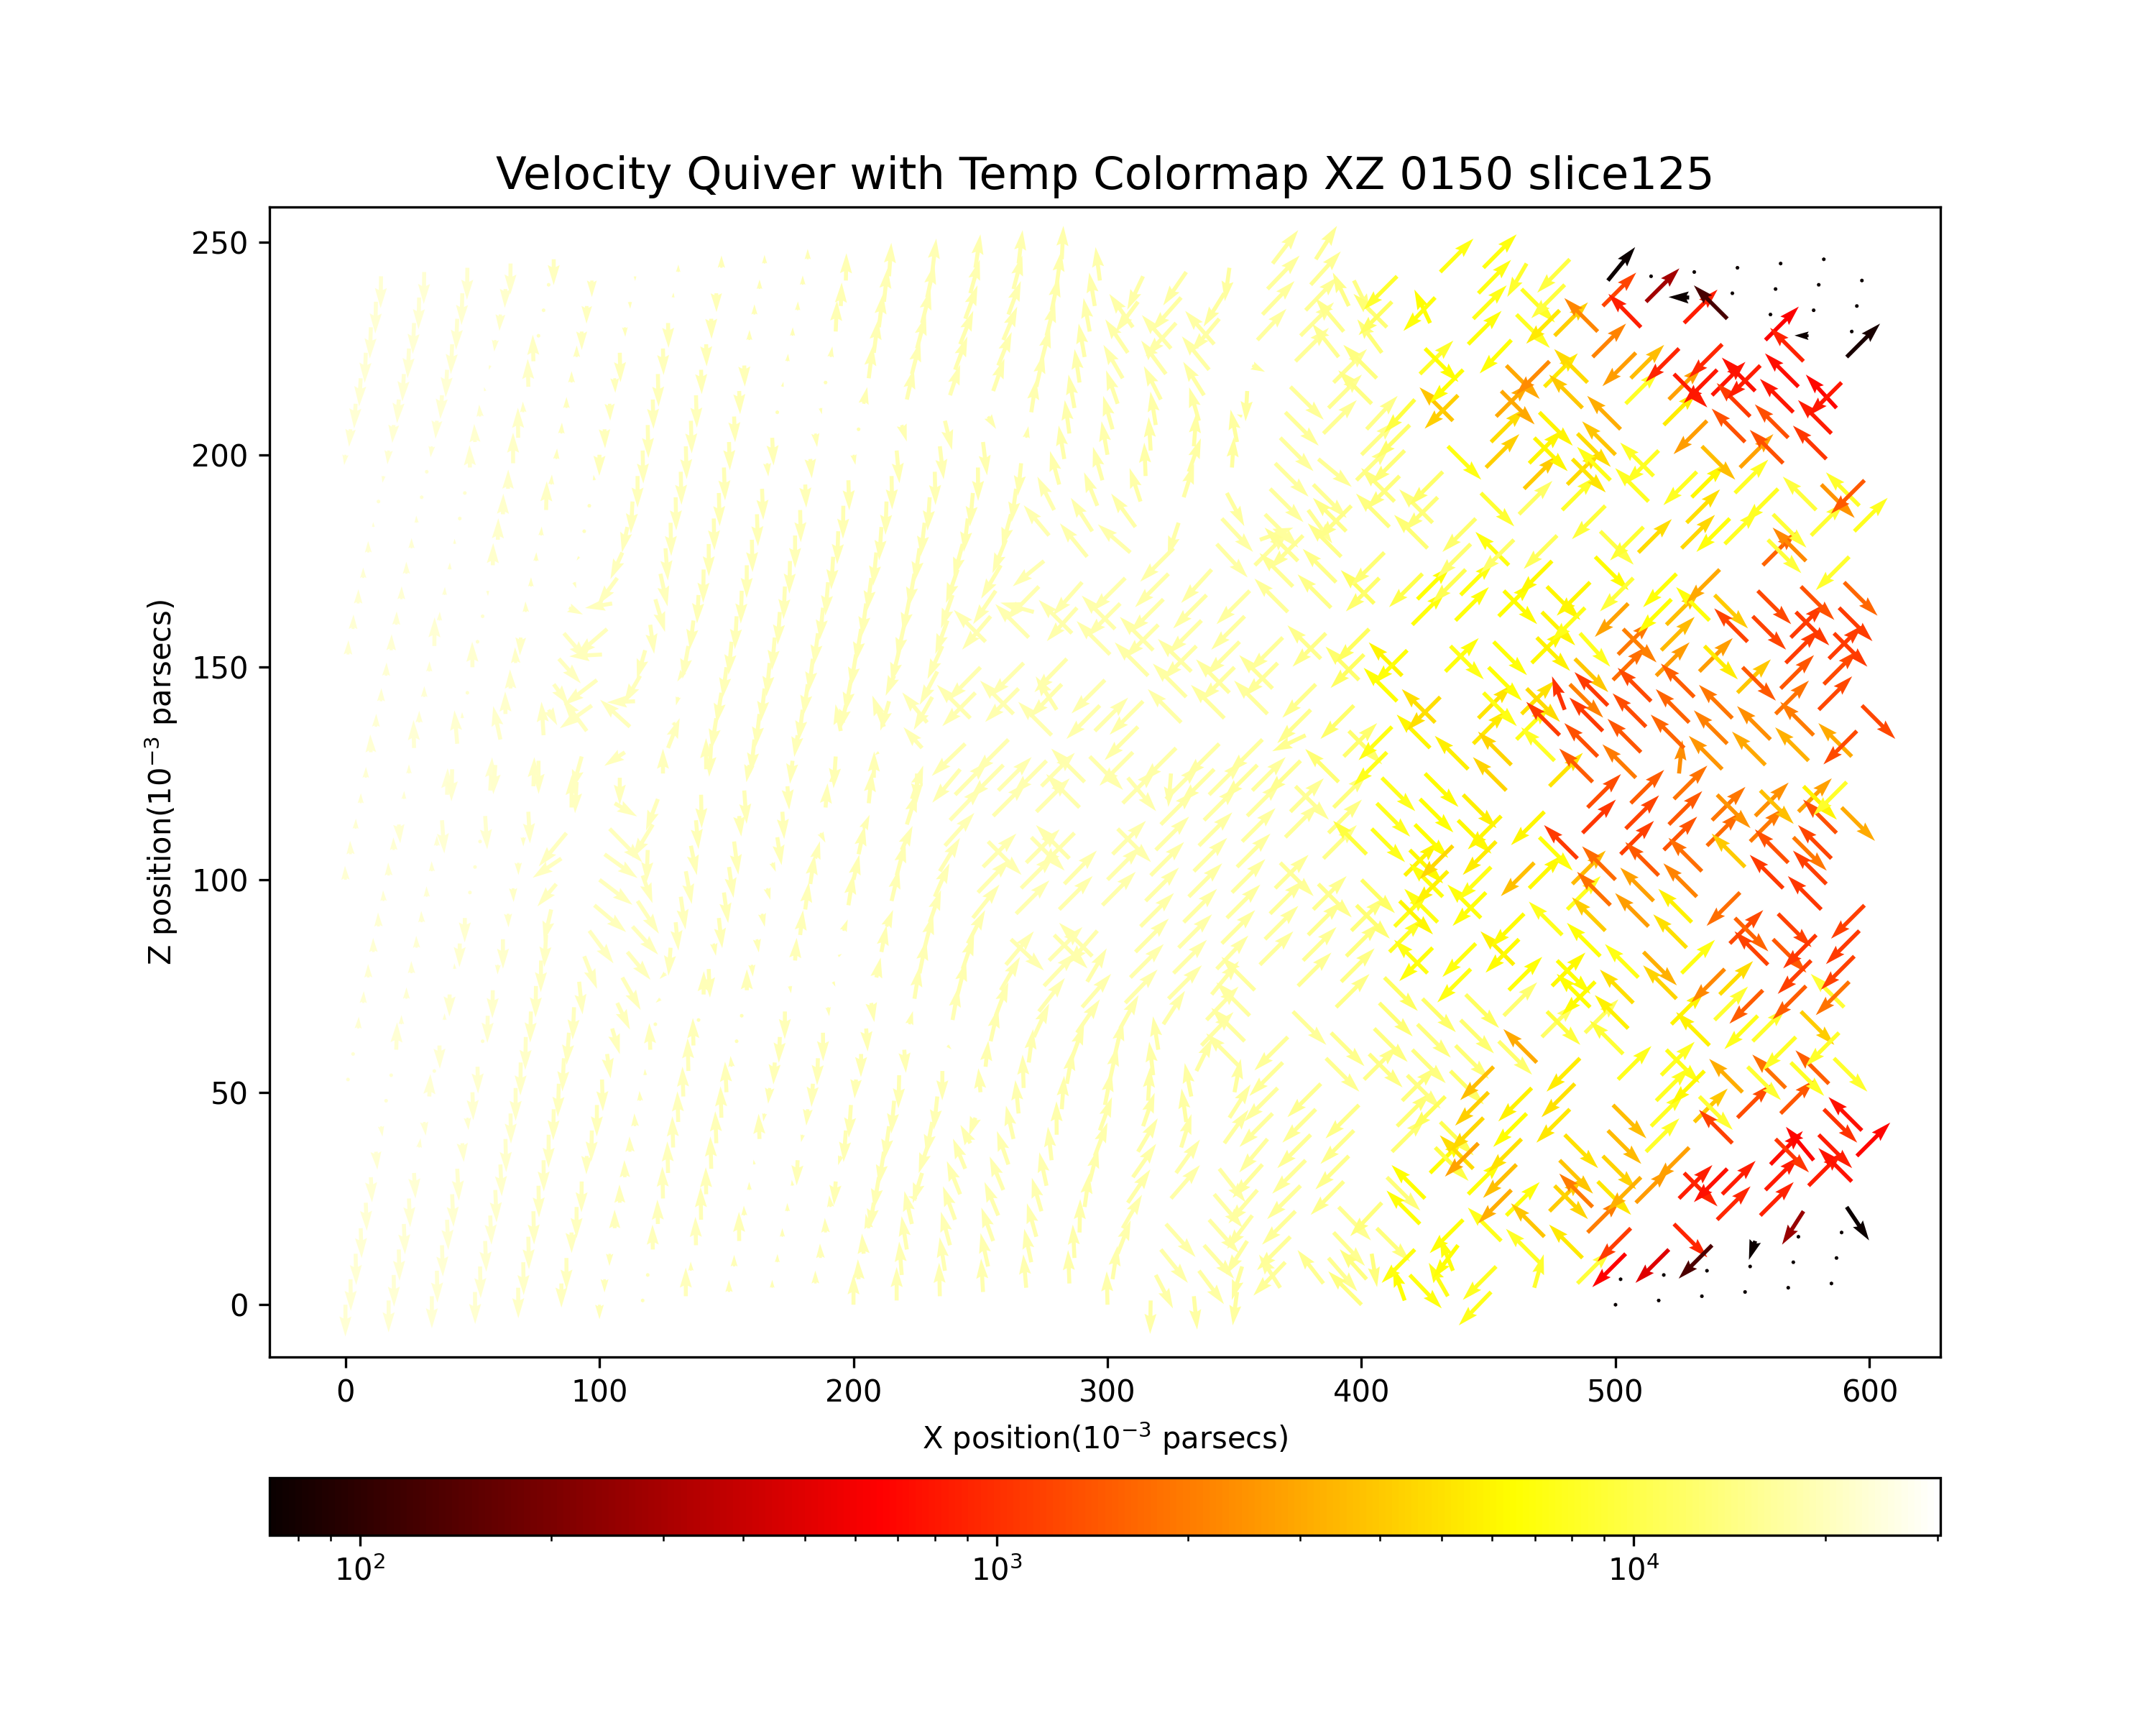 Velocity Quiver with Temp Colormap XZ 0150 slice125
250
200
150
100
50
0
Z position(10⁻³ parsecs)
0 100 200 300 400 500 600
X position(10⁻³ parsecs)
10² 10³ 10⁴